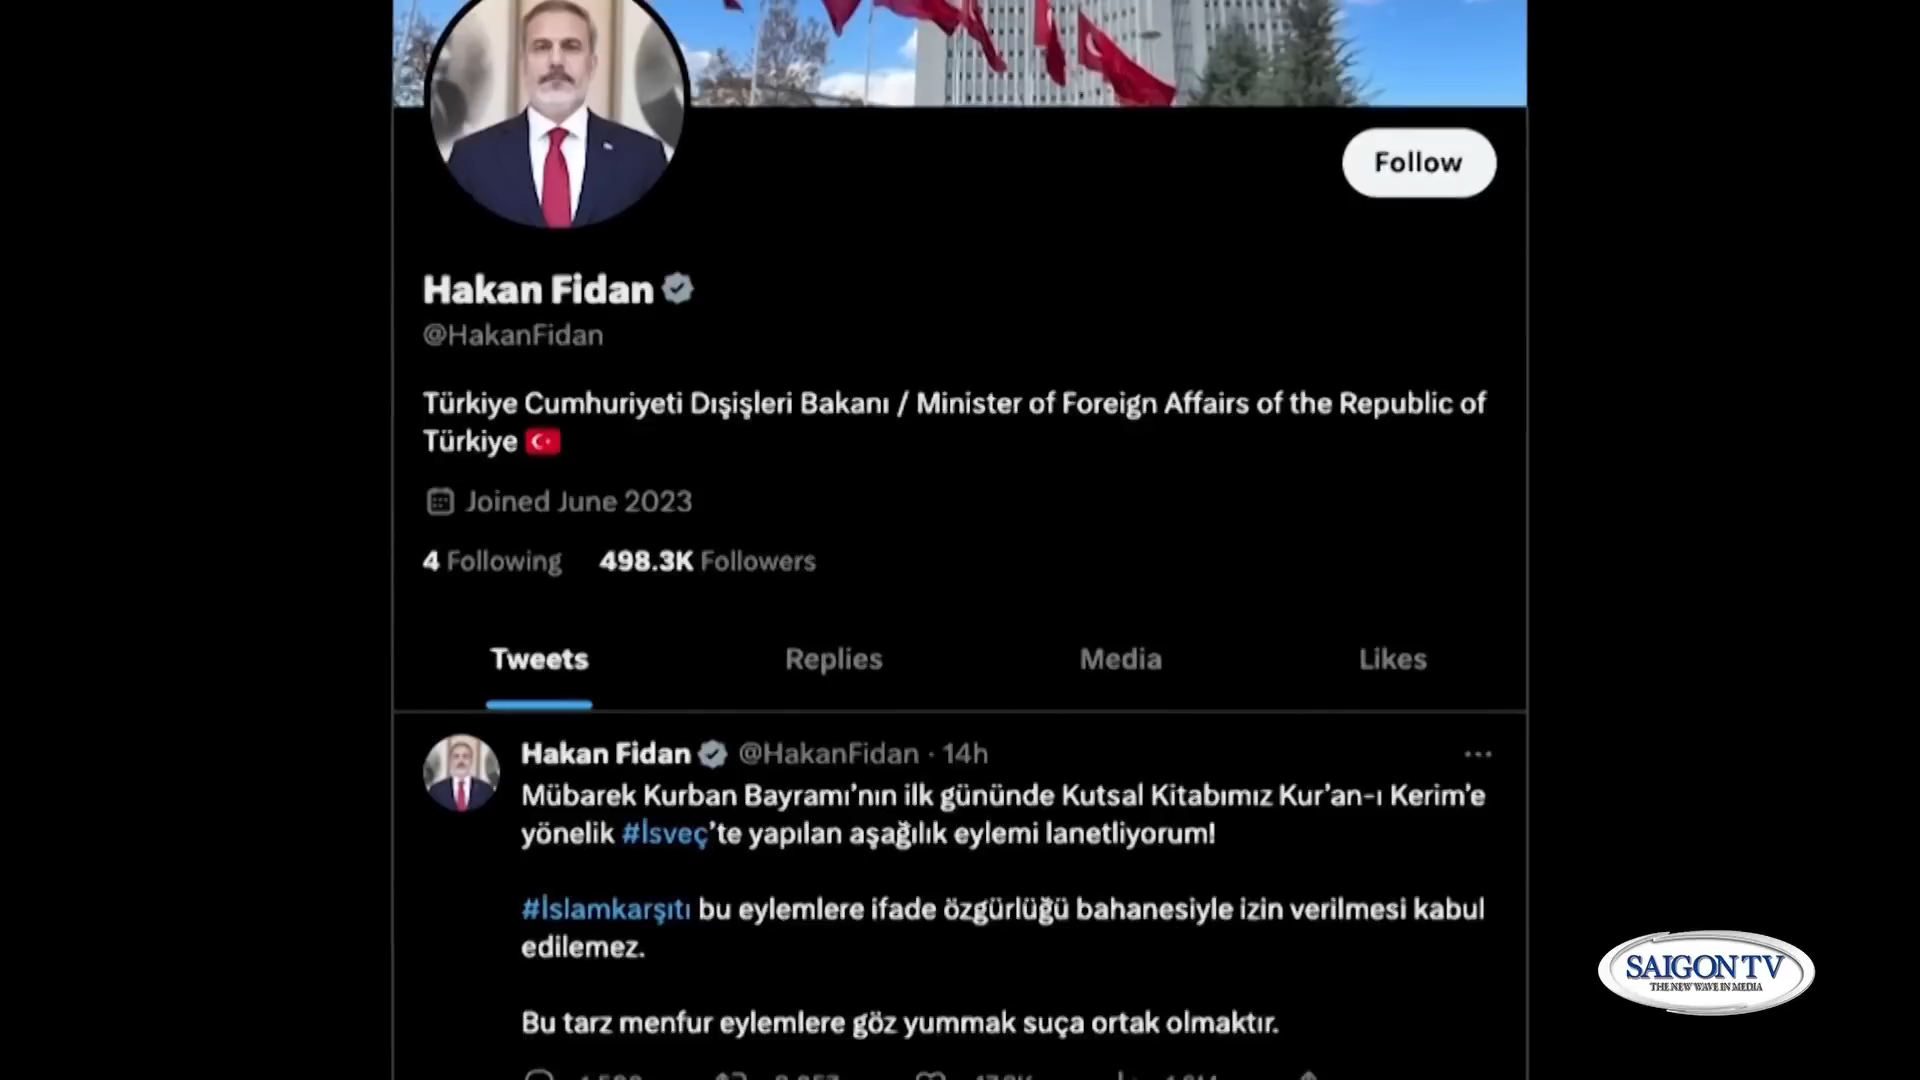 Follow
Hakan Fidan
@HakanFidan
Türkiye Cumhuriyeti Dışişleri Bakanı / Minister of Foreign Affairs of the Republic of
Türkiye
Joined June 2023
4 Following 498.3K Followers
Tweets Replies Media Likes
Hakan Fidan @HakanFidan · 14h
Mübarek Kurban Bayramı’nın ilk gününde Kutsal Kitabımız Kur’an-ı Kerim’e
yönelik #İsveç’te yapılan aşağılık eylemi lanetliyorum!
#İslamkarşıtı bu eylemlere ifade özgürlüğü bahanesiyle izin verilmesi kabul
edilemez.
Bu tarz menfur eylemlere göz yummak suça ortak olmaktır.
SAIGON TV
THE NEW WAVE IN MEDIA